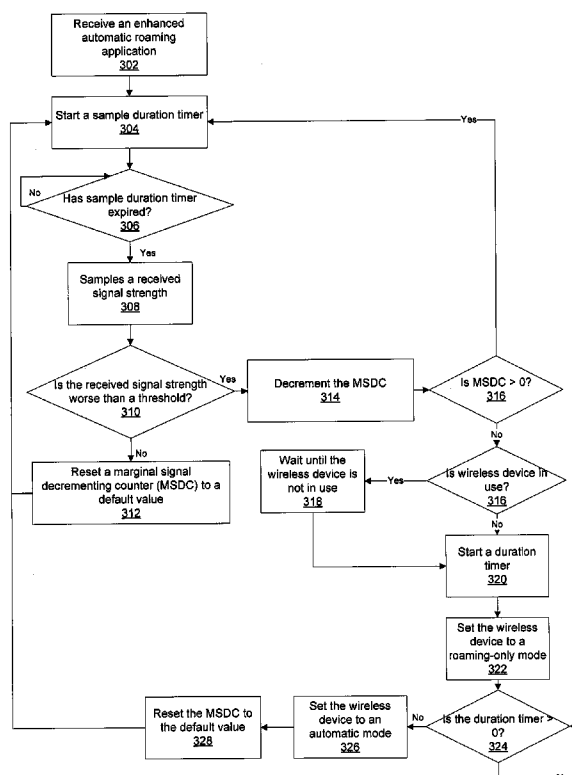 Receive an enhanced
automatic roaming
application
302
Start a sample duration timer
304
Yes
No
Has sample duration timer
expired?
306
Yes
Samples a received
signal strength
308
Is the received signal strength
worse than a threshold?
310
Yes
Decrement the MSDC
314
Is MSDC > 0?
316
No
No
Reset a marginal signal
decrementing counter (MSDC) to a
default value
312
Wait until the
wireless device is
not in use
318
Yes
Is wireless device in
use?
316
No
Start a duration
timer
320
Set the wireless
device to a
roaming-only mode
322
Reset the MSDC to
the default value
328
Set the wireless
device to an
automatic mode
326
No
Is the duration timer >
0?
324